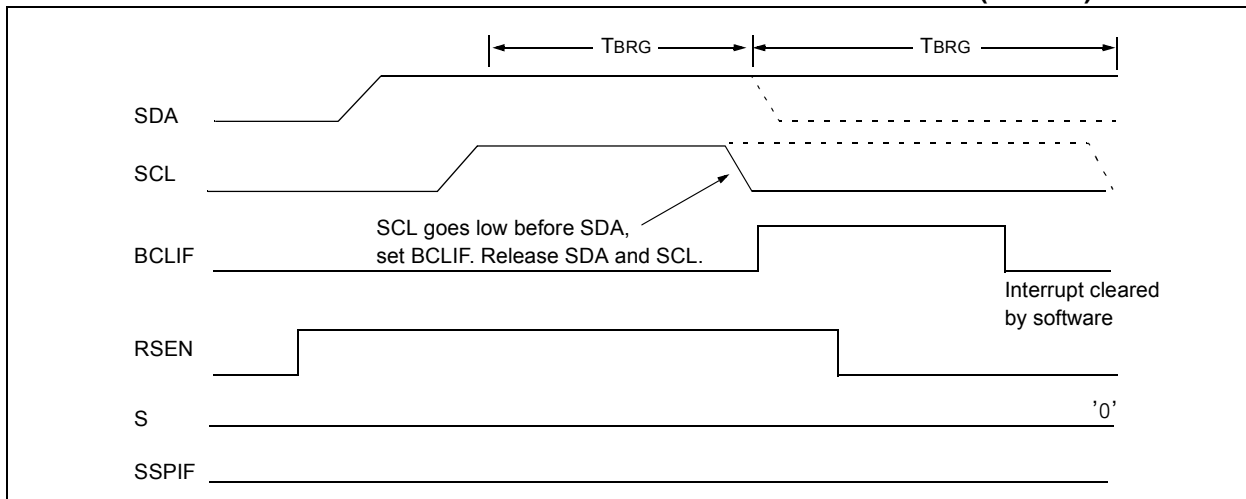 TBRG TBRG
SDA
SCL
SCL goes low before SDA,
set BCLIF. Release SDA and SCL.
BCLIF
Interrupt cleared
by software
RSEN
S '0'
SSPIF